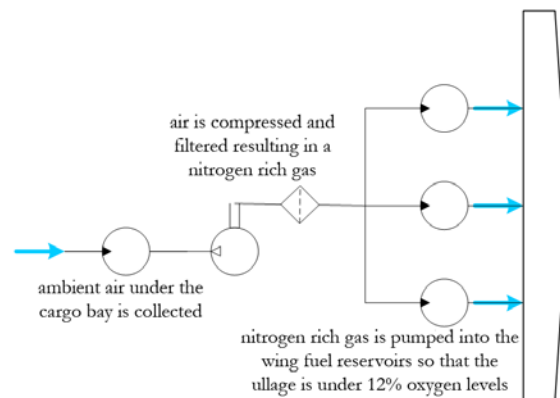 air is compressed and
filtered resulting in a
nitrogen rich gas
ambient air under the
cargo bay is collected
nitrogen rich gas is pumped into the
wing fuel reservoirs so that the
ullage is under 12% oxygen levels